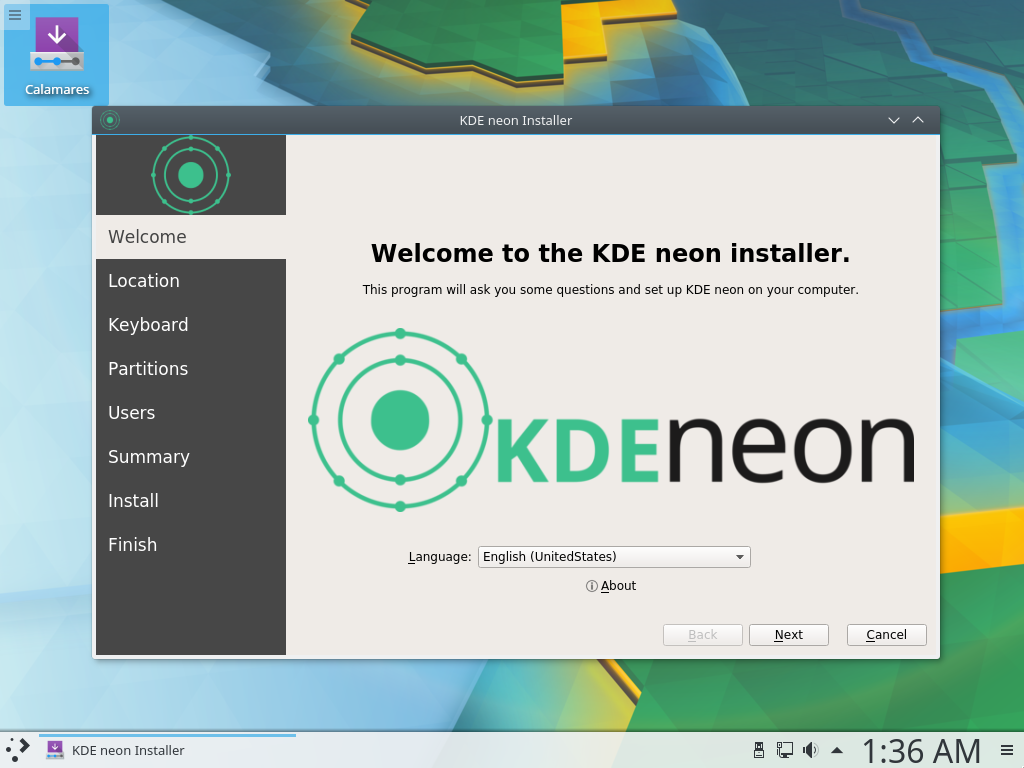 Calamares
KDE neon Installer
Welcome
Location
Keyboard
Partitions
Users
Summary
Install
Finish
Welcome to the KDE neon installer.
This program will ask you some questions and set up KDE neon on your computer.
KDEneon
Language: English (UnitedStates)
About
Back Next Cancel
KDE neon Installer
1:36 AM